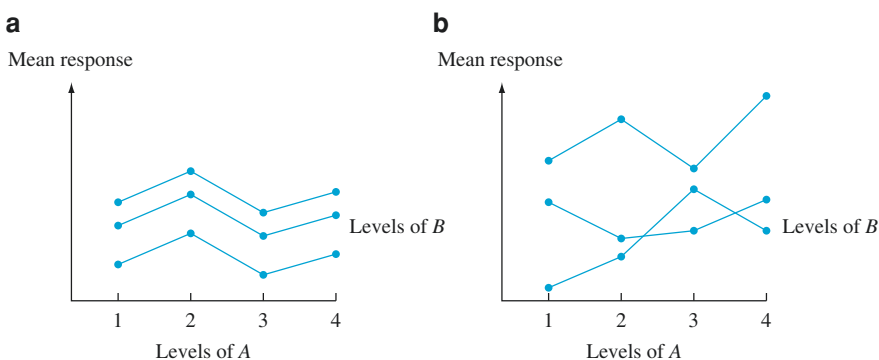 a
Mean response
Levels of B
1 2 3 4
Levels of A
b
Mean response
Levels of B
1 2 3 4
Levels of A